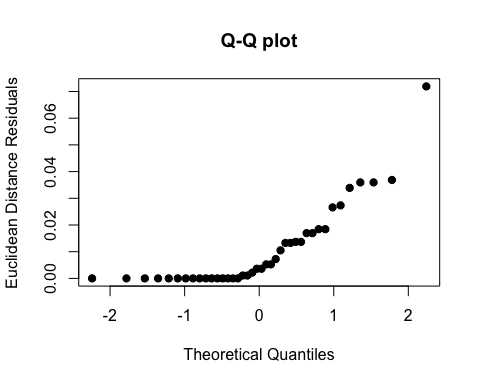 Q-Q plot
Euclidean Distance Residuals
0.06
0.04
0.02
0.00
-2 -1 0 1 2
Theoretical Quantiles